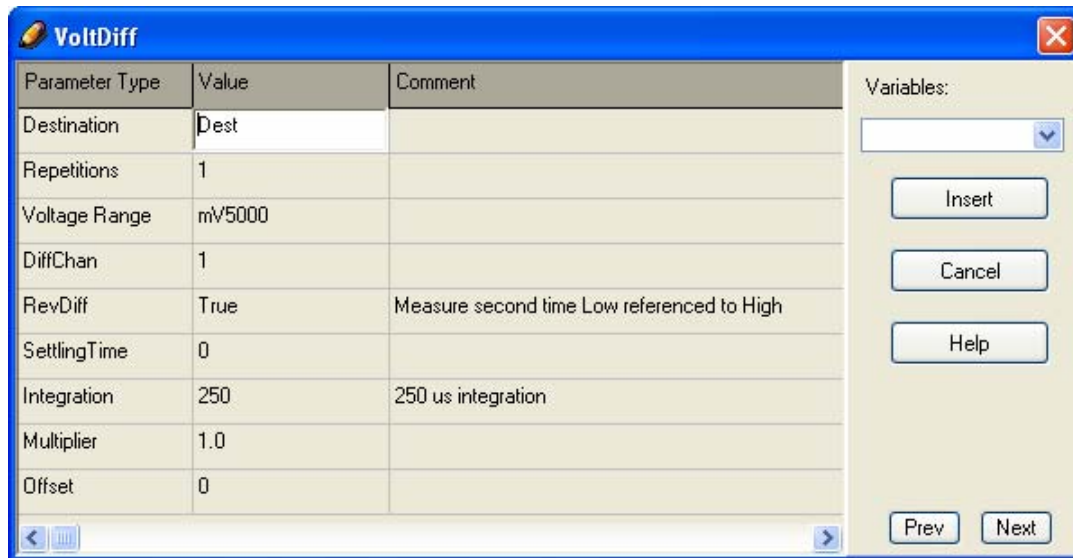 VoltDiff
Parameter Type Value Comment
Destination Dest
Repetitions 1
Voltage Range mV5000
DiffChan 1
RevDiff True Measure second time Low referenced to High
SettlingTime 0
Integration 250 250 us integration
Multiplier 1.0
Offset 0
Variables:
Insert
Cancel
Help
Prev Next